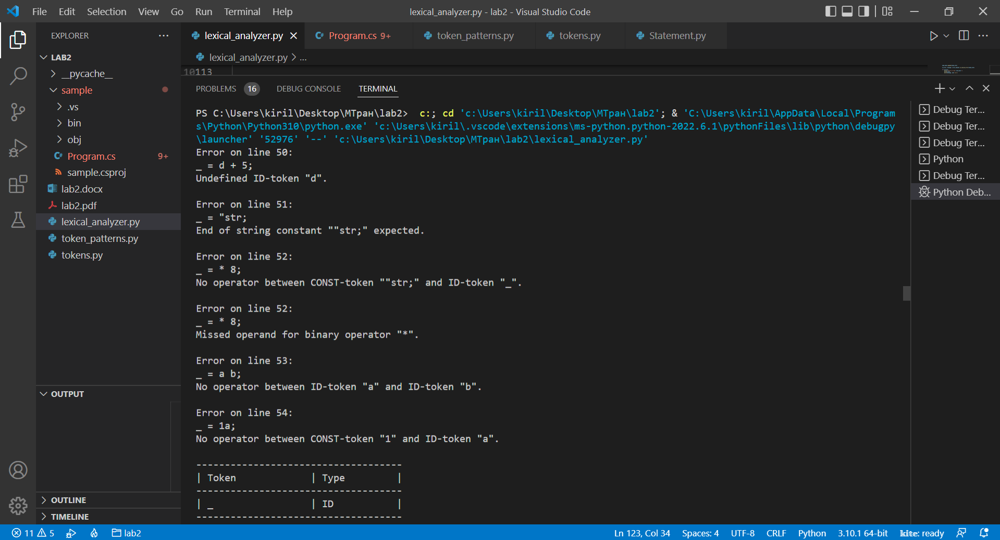 File Edit Selection View Go Run Terminal Help
lexical_analyzer.py - lab2 - Visual Studio Code
EXPLORER
LAB2
__pycache__
sample
.vs
bin
obj
Program.cs 9+
sample.csproj
lab2.docx
lab2.pdf
lexical_analyzer.py
token_patterns.py
tokens.py
OUTPUT
OUTLINE
TIMELINE
lexical_analyzer.py
Program.cs 9+
token_patterns.py
tokens.py
Statement.py
lexical_analyzer.py > ...
PROBLEMS 16 DEBUG CONSOLE TERMINAL
PS C:\Users\kiril\Desktop\МТран\lab2> c:; cd 'c:\Users\kiril\Desktop\МТран\lab2'; & 'C:\Users\kiril\AppData\Local\Program
s\Python\Python310\python.exe' 'c:\Users\kiril\.vscode\extensions\ms-python.python-2022.6.1\pythonFiles\lib\python\debugpy
\launcher' '52976' '--' 'c:\Users\kiril\Desktop\МТран\lab2\lexical_analyzer.py'
Error on line 50:
_ = d + 5;
Undefined ID-token "d".
Error on line 51:
_ = "str;
End of string constant ""str;" expected.
Error on line 52:
_ = * 8;
No operator between CONST-token ""str;" and ID-token "_".
Error on line 52:
_ = * 8;
Missed operand for binary operator "*".
Error on line 53:
_ = a b;
No operator between ID-token "a" and ID-token "b".
Error on line 54:
_ = 1a;
No operator between CONST-token "1" and ID-token "a".
------------------------------------
| Token | Type |
------------------------------------
| _ | ID |
------------------------------------
Debug Ter...
Debug Ter...
Debug Ter...
Python
Debug Ter...
Python Deb...
11 5 lab2
Ln 123, Col 34 Spaces: 4 UTF-8 CRLF Python 3.10.1 64-bit kite: ready